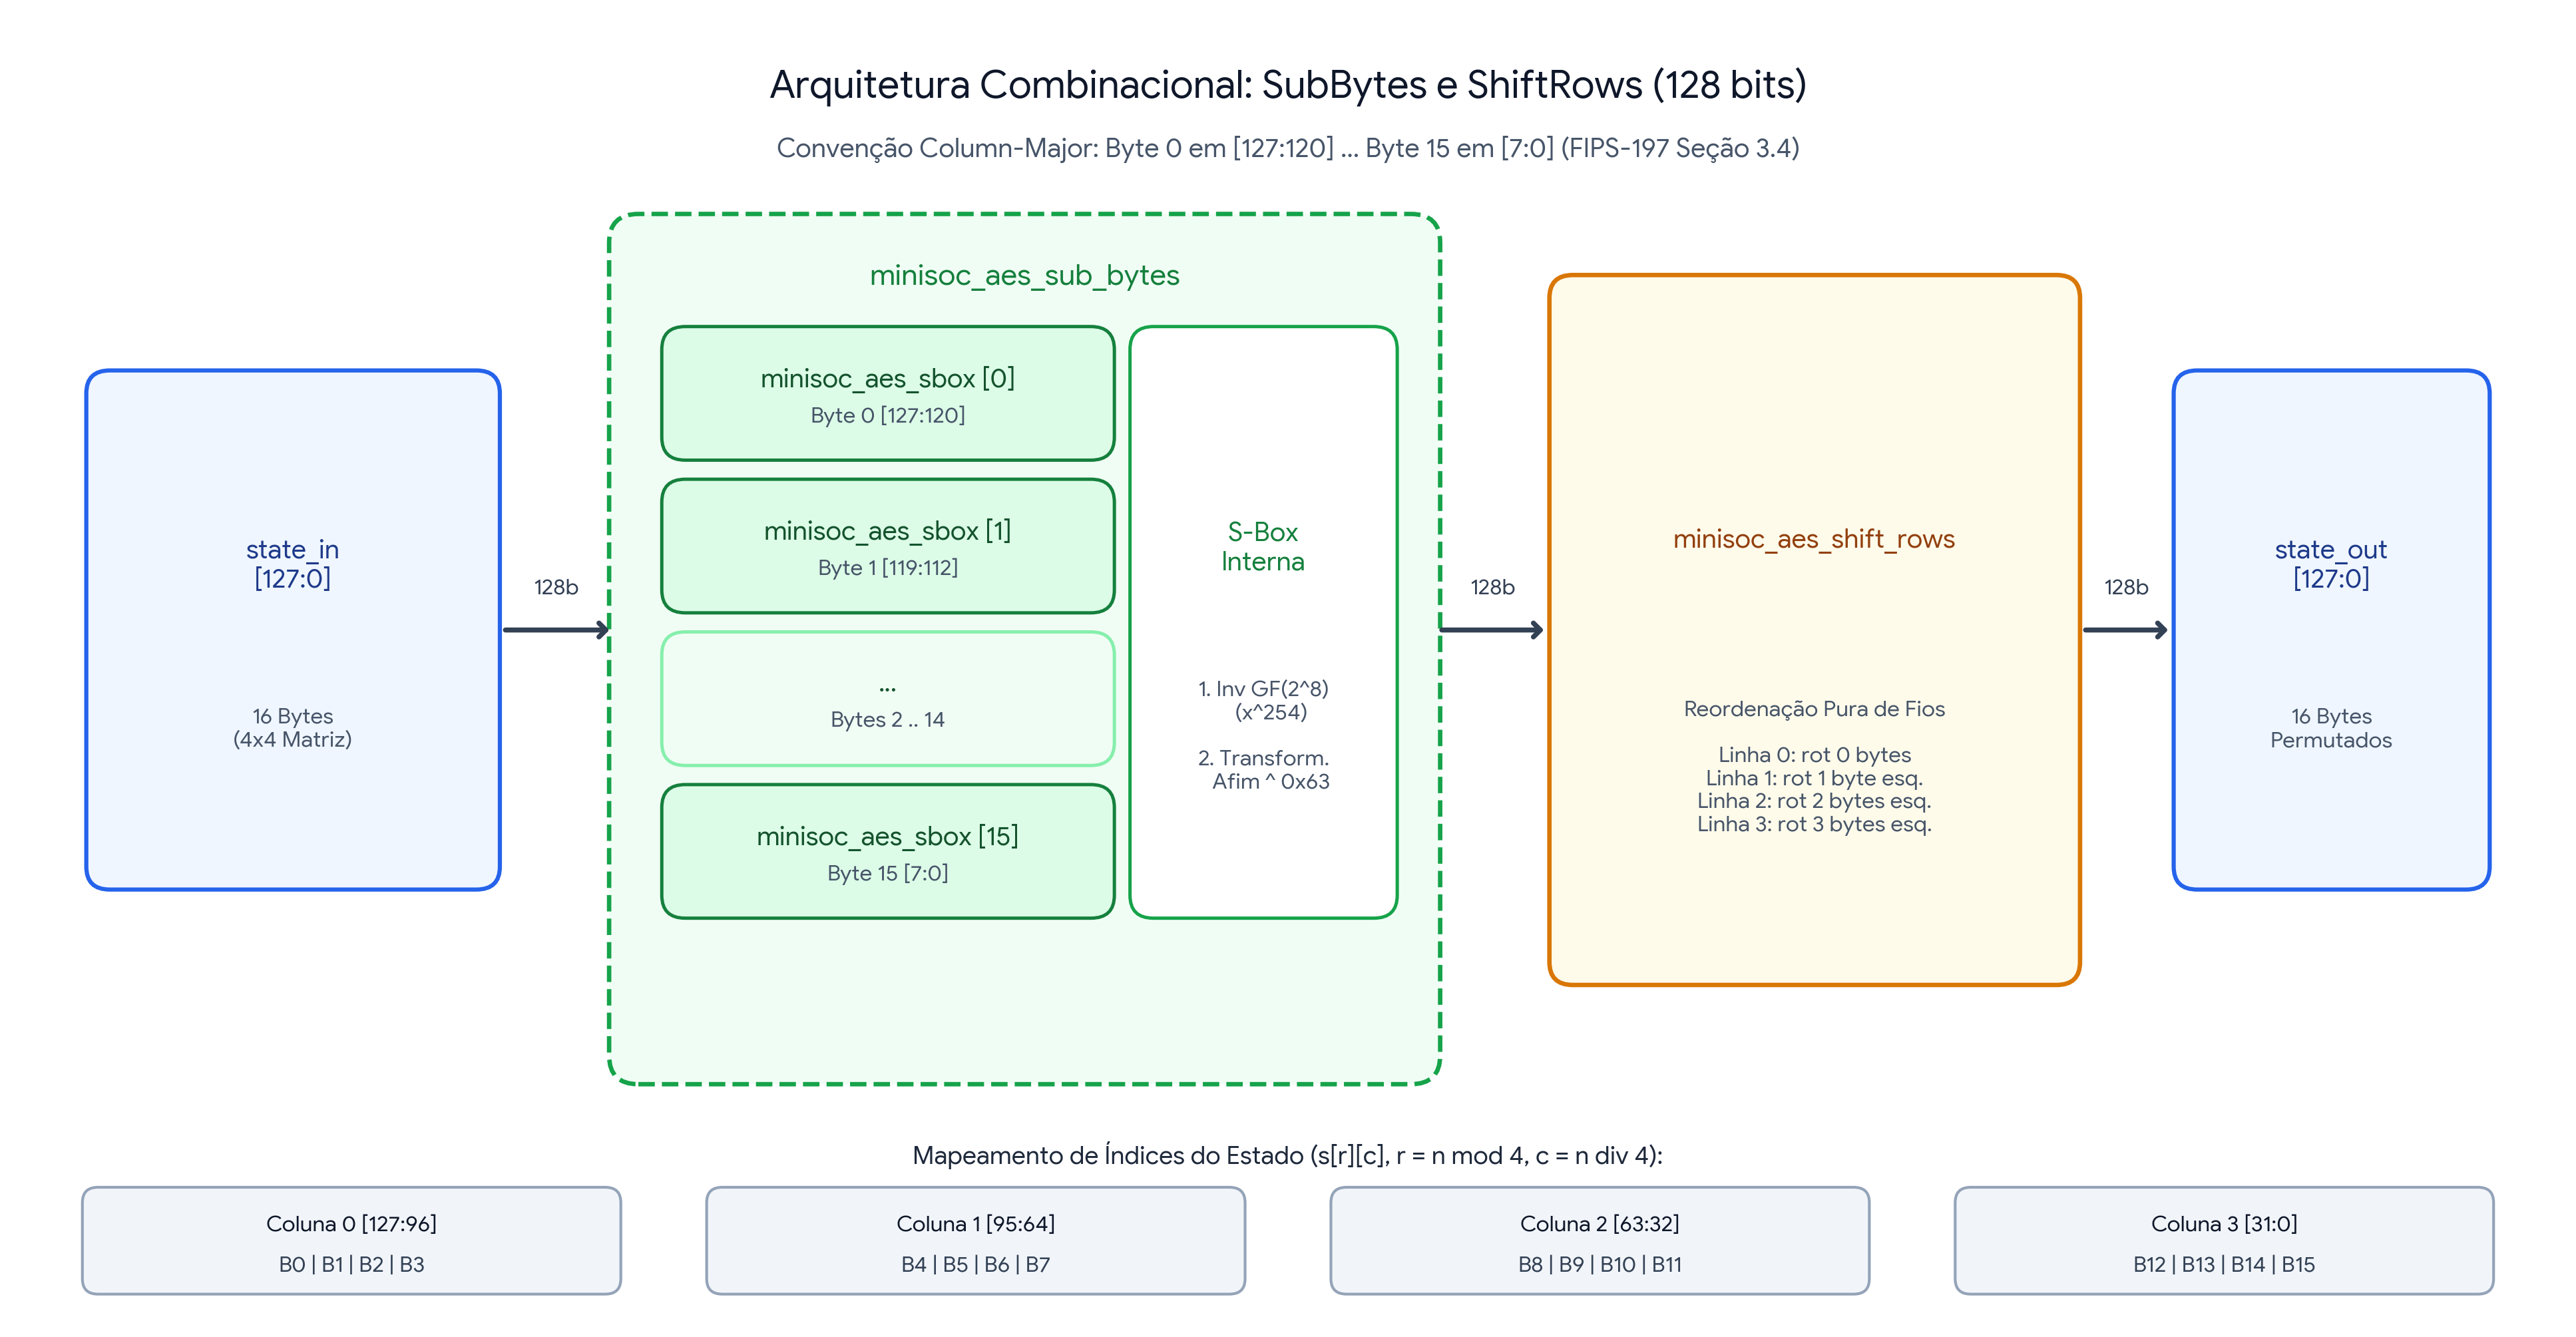 Arquitetura Combinacional: SubBytes e ShiftRows (128 bits)
Convenção Column-Major: Byte 0 em [127:120] ... Byte 15 em [7:0] (FIPS-197 Seção 3.4)
state_in
[127:0]
16 Bytes
(4x4 Matriz)
128b
minisoc_aes_sub_bytes
minisoc_aes_sbox [0]
Byte 0 [127:120]
minisoc_aes_sbox [1]
Byte 1 [119:112]
...
Bytes 2 .. 14
minisoc_aes_sbox [15]
Byte 15 [7:0]
S-Box
Interna
1. Inv GF(2^8)
(x^254)
2. Transform.
Afim ^ 0x63
128b
minisoc_aes_shift_rows
Reordenação Pura de Fios
Linha 0: rot 0 bytes
Linha 1: rot 1 byte esq.
Linha 2: rot 2 bytes esq.
Linha 3: rot 3 bytes esq.
128b
state_out
[127:0]
16 Bytes
Permutados
Mapeamento de Índices do Estado (s[r][c], r = n mod 4, c = n div 4):
Coluna 0 [127:96]
B0 | B1 | B2 | B3
Coluna 1 [95:64]
B4 | B5 | B6 | B7
Coluna 2 [63:32]
B8 | B9 | B10 | B11
Coluna 3 [31:0]
B12 | B13 | B14 | B15